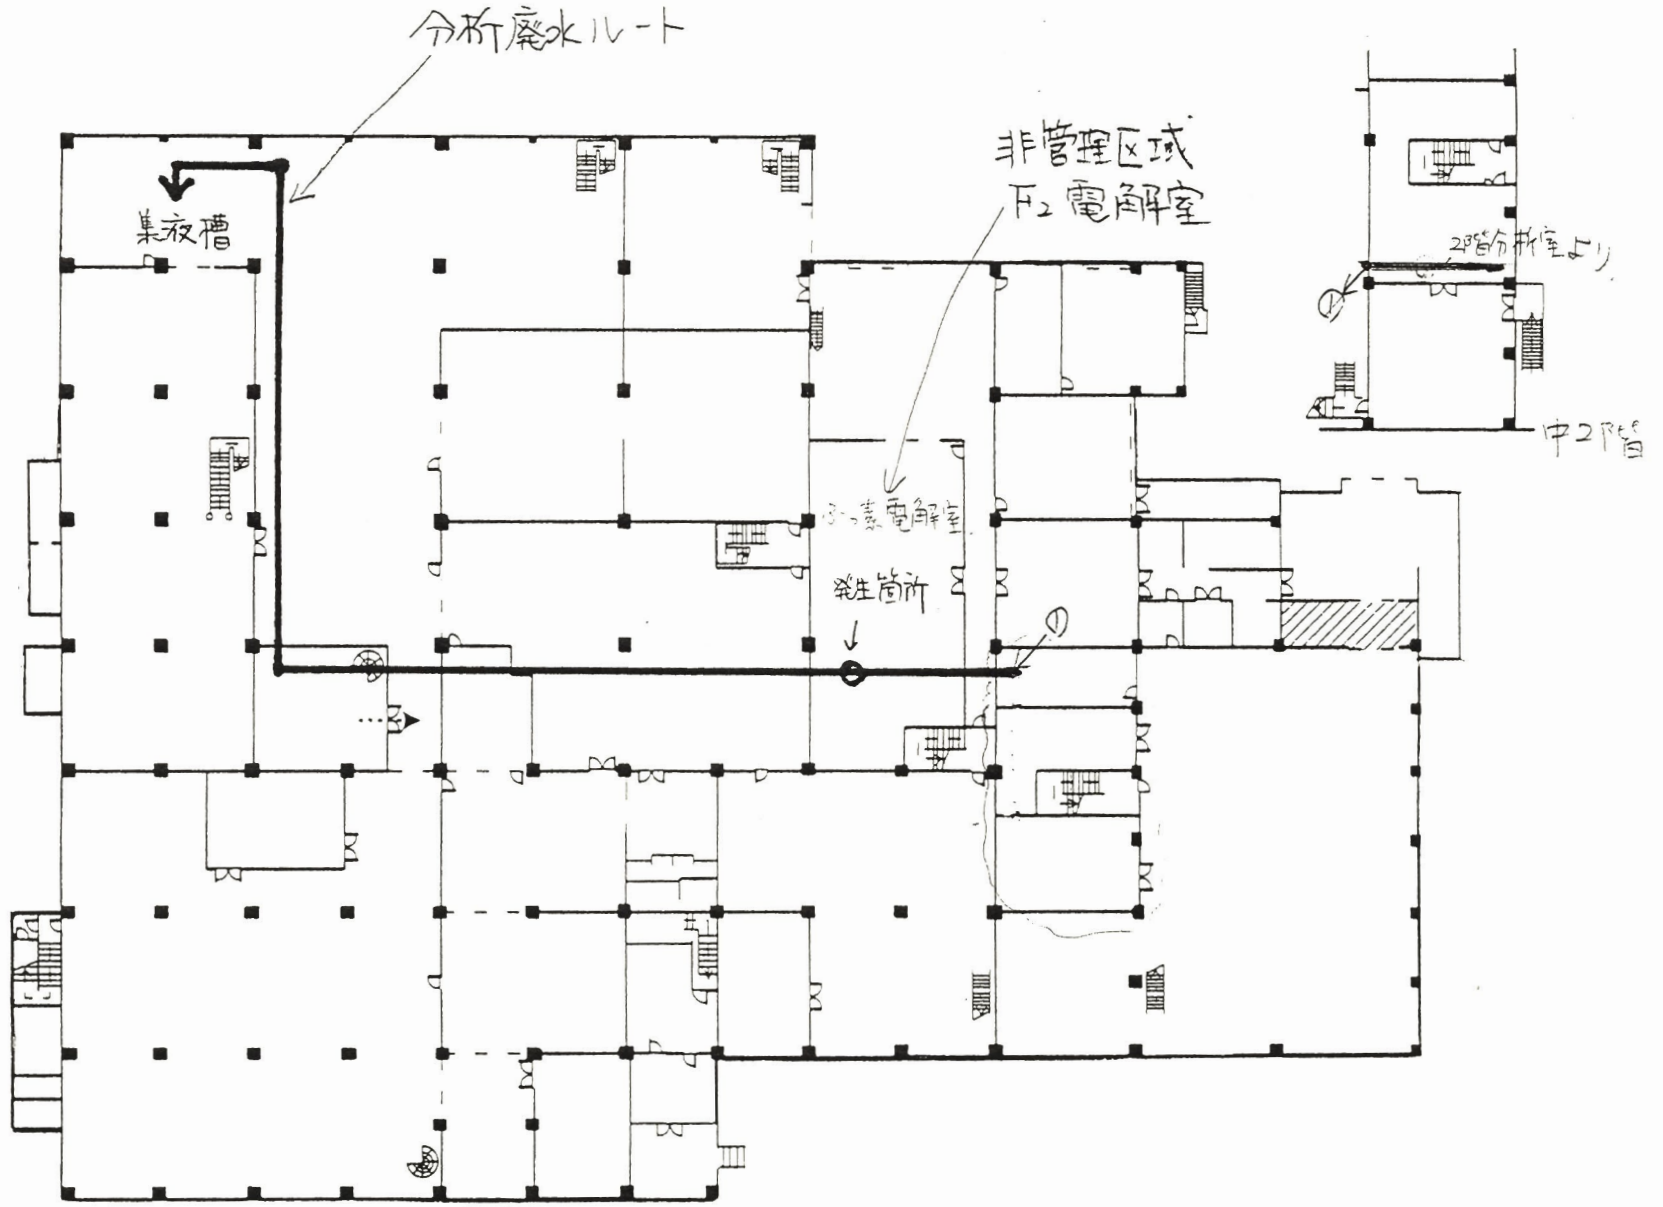 分析廃水ルート
非管理区域
F₂電解室
集液槽
2階分析室より
①
中2階
ふっ素電解室
発生箇所
①